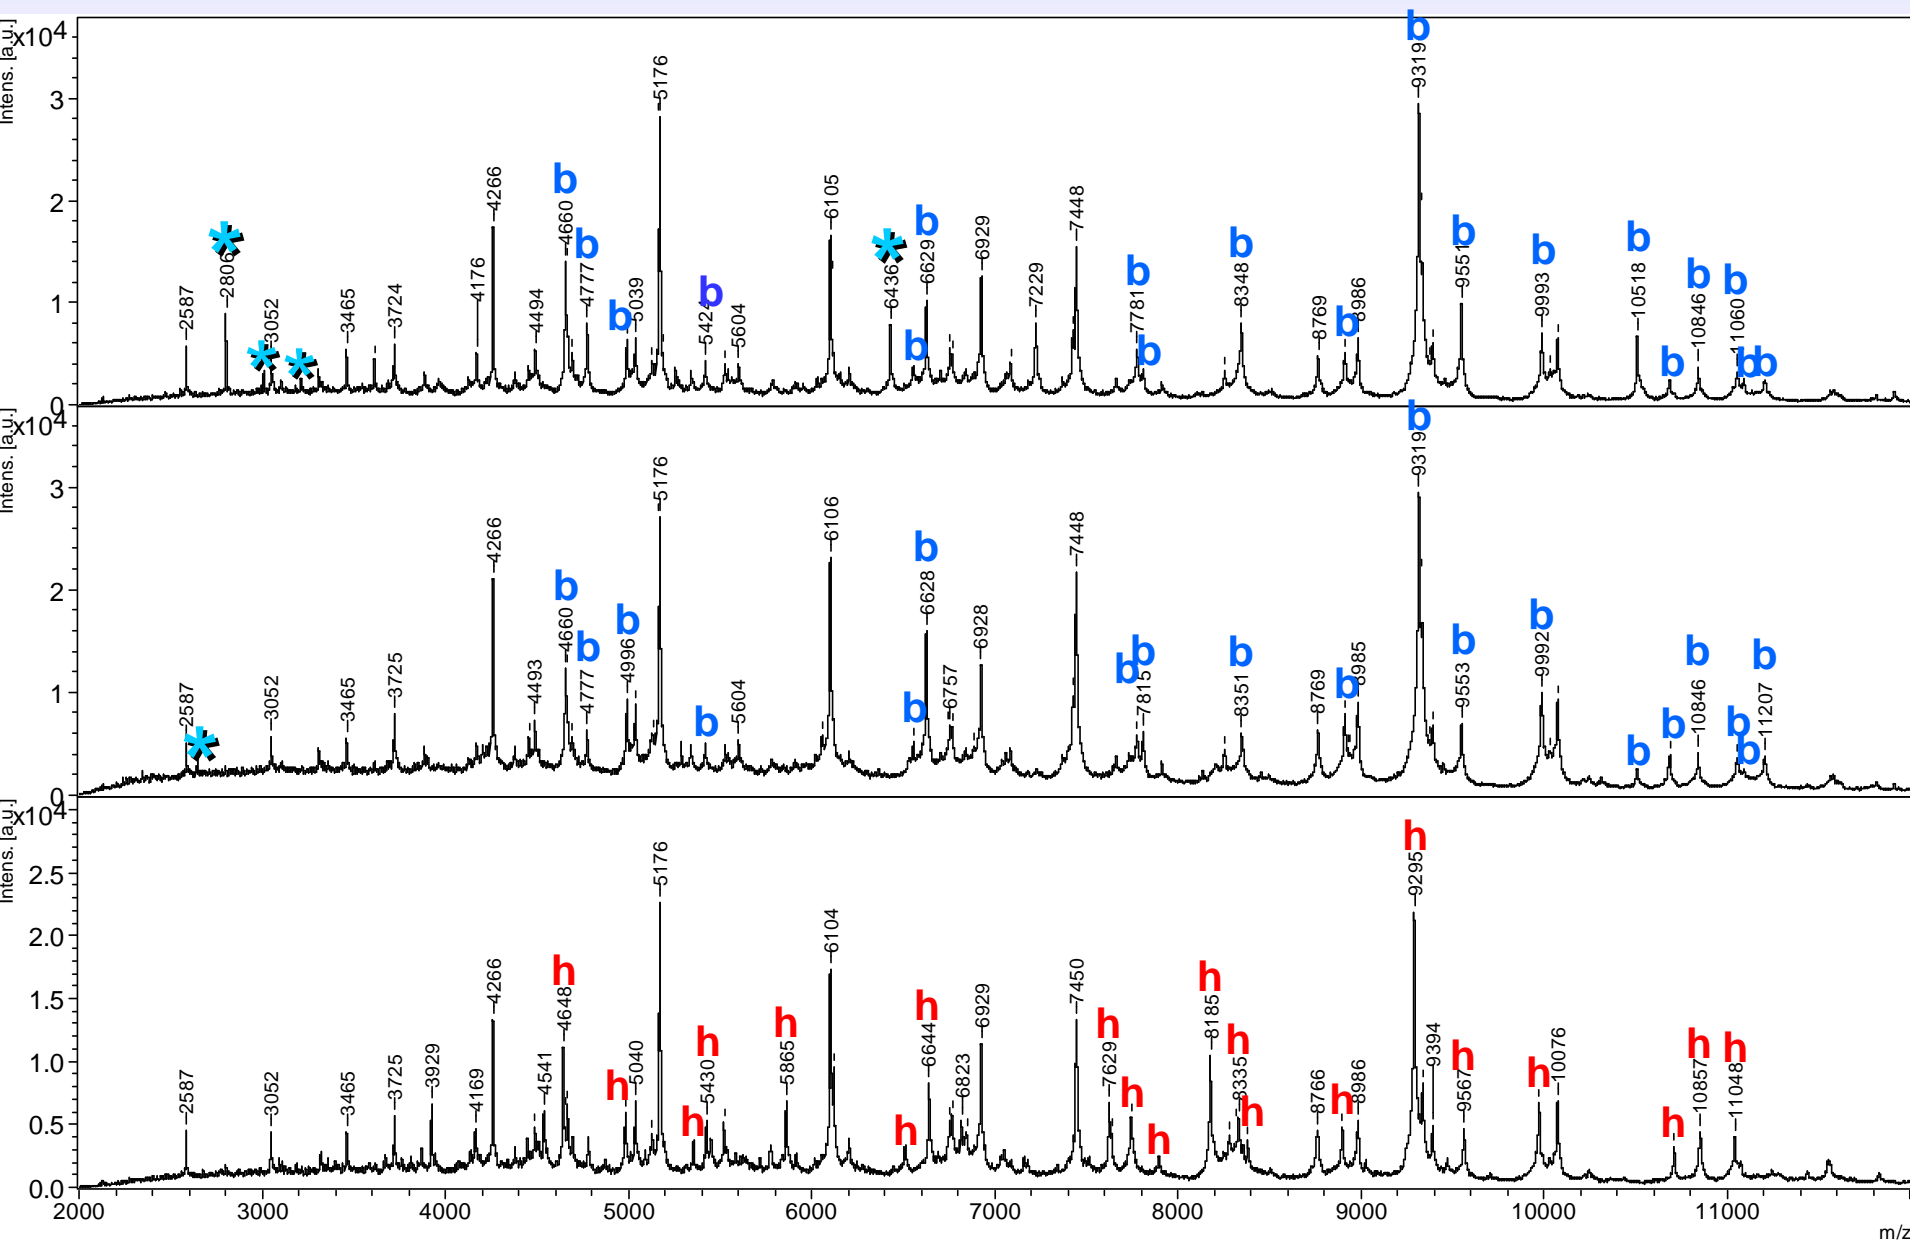 b
x10⁴
Intens. [a.u.]
3
2
1
0
2587
* 2806
*
3052
*
3465
3724
4176
4266
4494
b 4660
b 4777
b
5039
5176
b 5424
5604
6105
* 6436
b
b 6629
6929
7229
7448
b 7781
b
b 8348
8769
b
8986
9319
b 9551
b 9993
b 10518
b
b 10846
b 11060
b
b
x10⁴
Intens. [a.u.]
3
2
1
0
2587
*
3052
3465
3725
4266
4493
b 4660
b 4777
b 4996
5176
b
5604
6106
b
b 6628
6757
6928
7448
b
b 7815
b 8351
8769
b
8985
b 9319
b 9553
b 9992
b
b
b 10846
b
b
b 11207
x10⁴
Intens. [a.u.]
2.5
2.0
1.5
1.0
0.5
0.0
2587
3052
3465
3725
3929
4169
4266
4541
h 4648
h
5040
5176
h
h 5430
h 5865
6104
h
h 6644
6823
6929
7450
h 7629
h
h
h 8185
h 8335
h
8766
h
8986
h 9295
9394
h 9567
h
10076
h
h 10857
h 11048
2000 3000 4000 5000 6000 7000 8000 9000 10000 11000
m/z